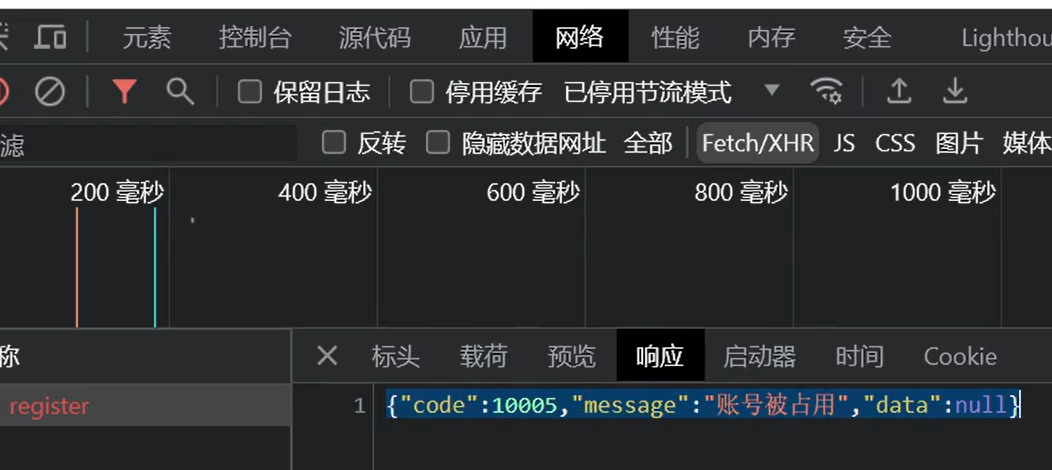 元素 控制台 源代码 应用 网络 性能 内存 安全 Lighthou
保留日志 停用缓存 已停用节流模式
滤 反转 隐藏数据网址 全部 Fetch/XHR JS CSS 图片 媒体
200 毫秒 400 毫秒 600 毫秒 800 毫秒 1000 毫秒
称 标头 载荷 预览 响应 启动器 时间 Cookie
register 1 {"code":10005,"message":"账号被占用","data":null}